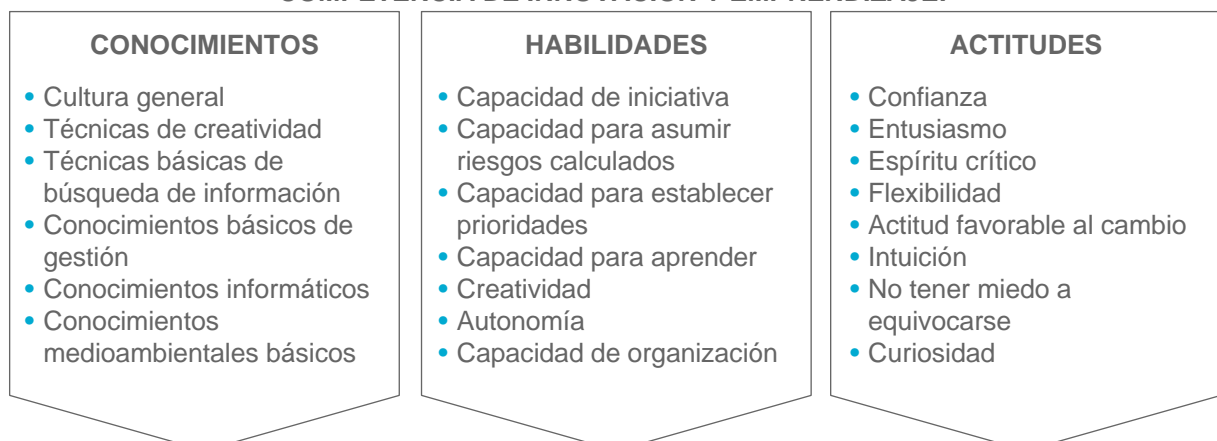 CONOCIMIENTOS
• Cultura general
• Técnicas de creatividad
• Técnicas básicas de
búsqueda de información
• Conocimientos básicos de
gestión
• Conocimientos informáticos
• Conocimientos
medioambientales básicos
HABILIDADES
• Capacidad de iniciativa
• Capacidad para asumir
riesgos calculados
• Capacidad para establecer
prioridades
• Capacidad para aprender
• Creatividad
• Autonomía
• Capacidad de organización
ACTITUDES
• Confianza
• Entusiasmo
• Espíritu crítico
• Flexibilidad
• Actitud favorable al cambio
• Intuición
• No tener miedo a
equivocarse
• Curiosidad